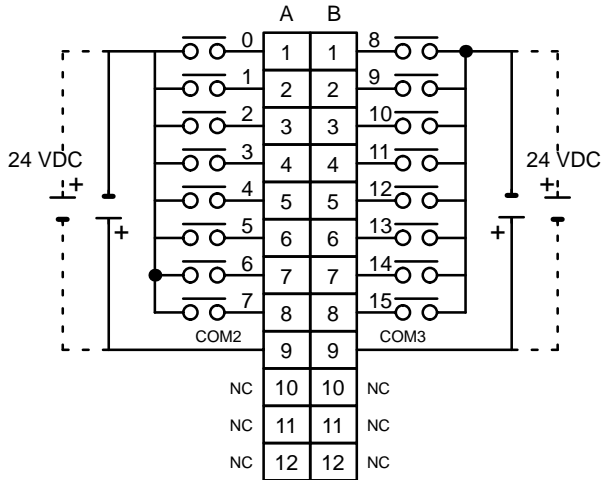 A B
0 1 1 8
1 2 2 9
2 3 3 10
3 4 4 11
24 VDC 24 VDC
+ +
4 5 5 12
+ +
5 6 6 13
6 7 7 14
7 8 8 15
COM2 9 9 COM3
NC 10 10 NC
NC 11 11 NC
NC 12 12 NC